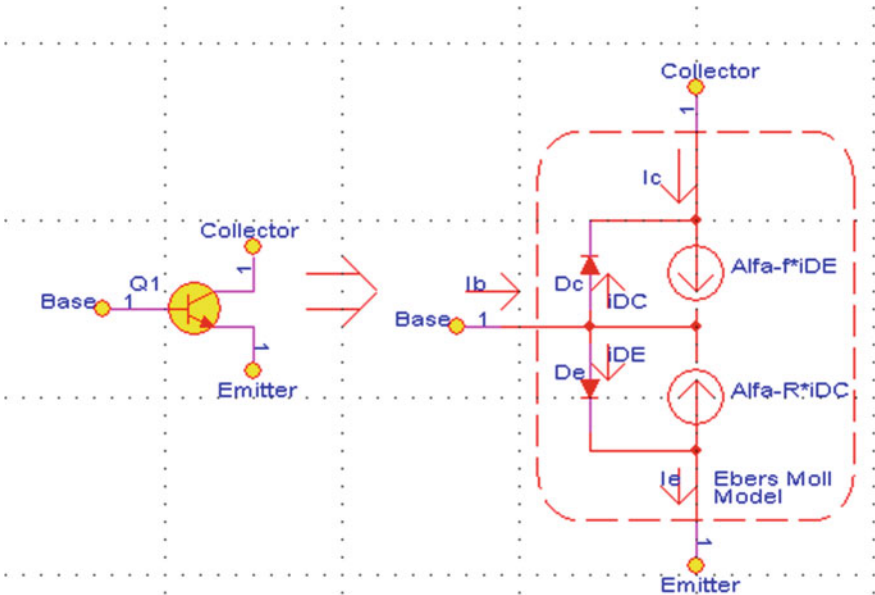 Collector
1
Q1
Base
1
1
Emitter
Collector
1
Ic
Alfa-f*iDE
Dc
iDC
Ib
Base
1
iDE
De
Alfa-R*iDC
Ie
Ebers Moll
Model
1
Emitter